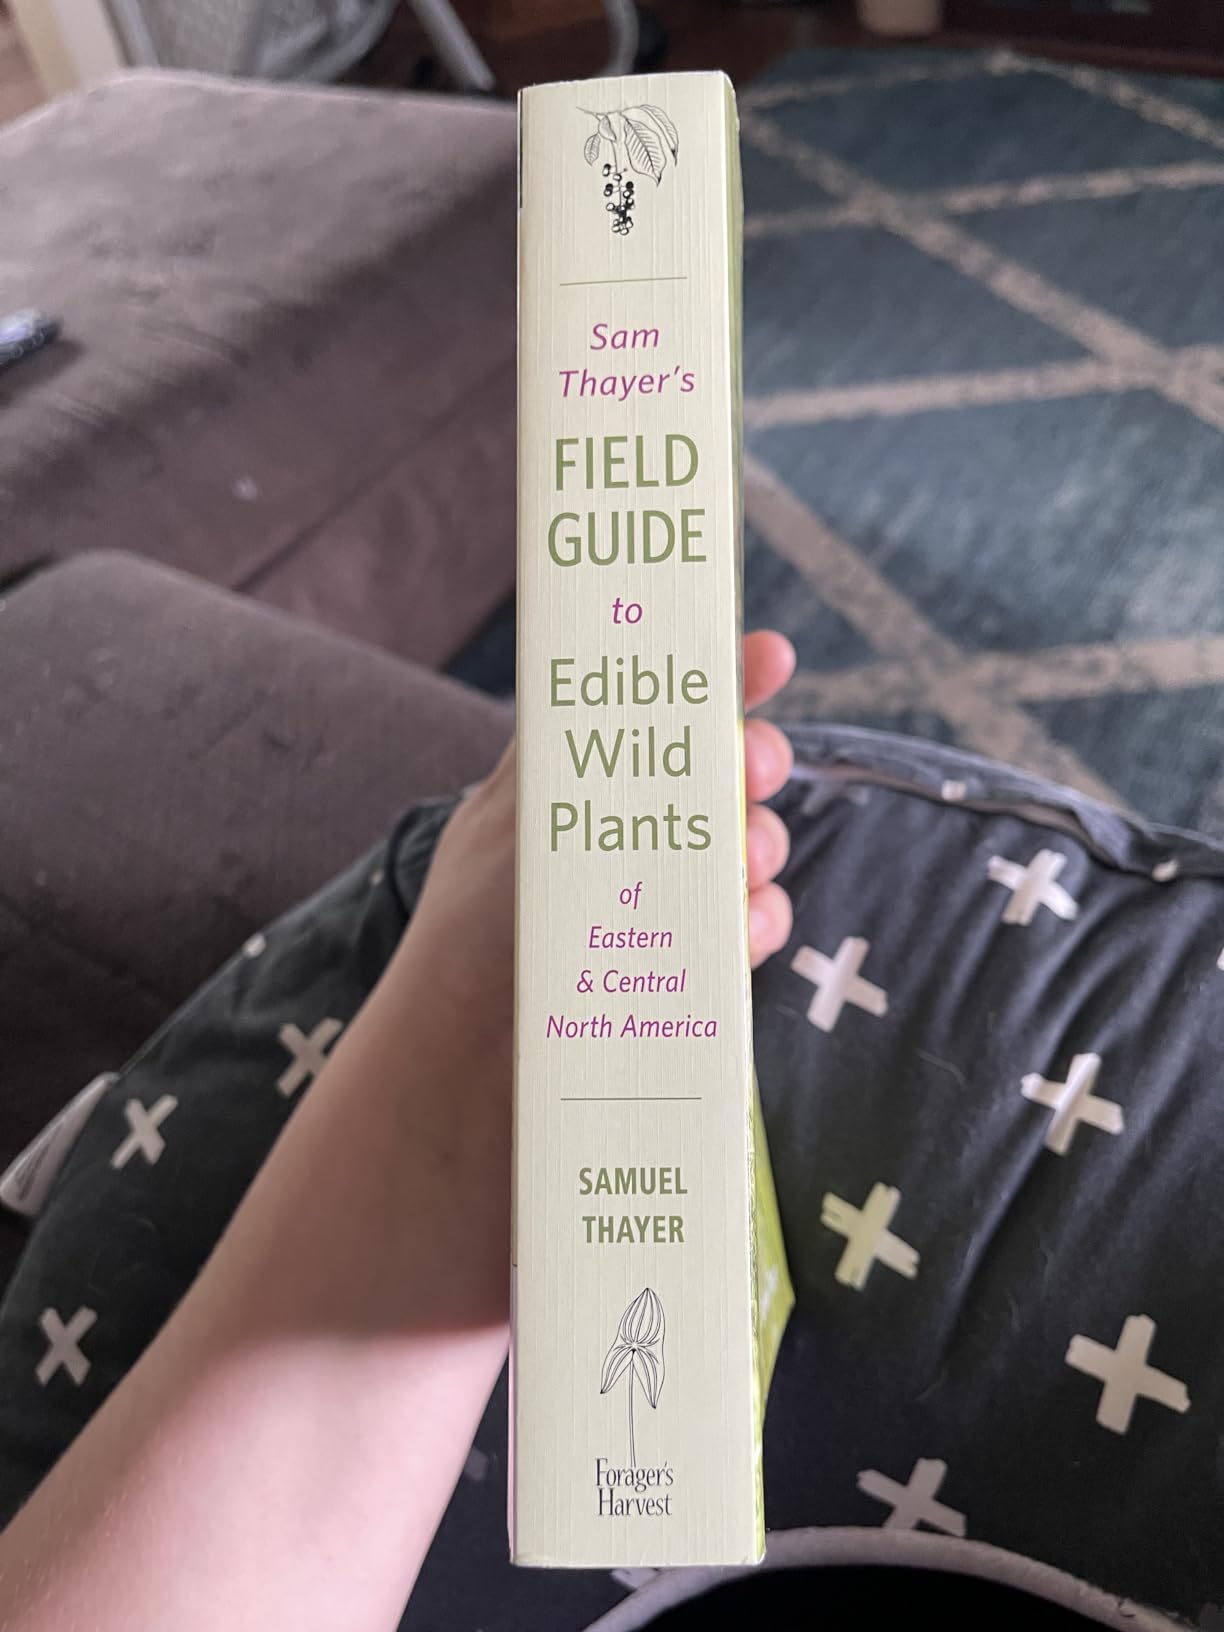 Sam
Thayer's
FIELD
GUIDE
to
Edible
Wild
Plants
of
Eastern
& Central
North America
SAMUEL
THAYER
Forager's
Harvest